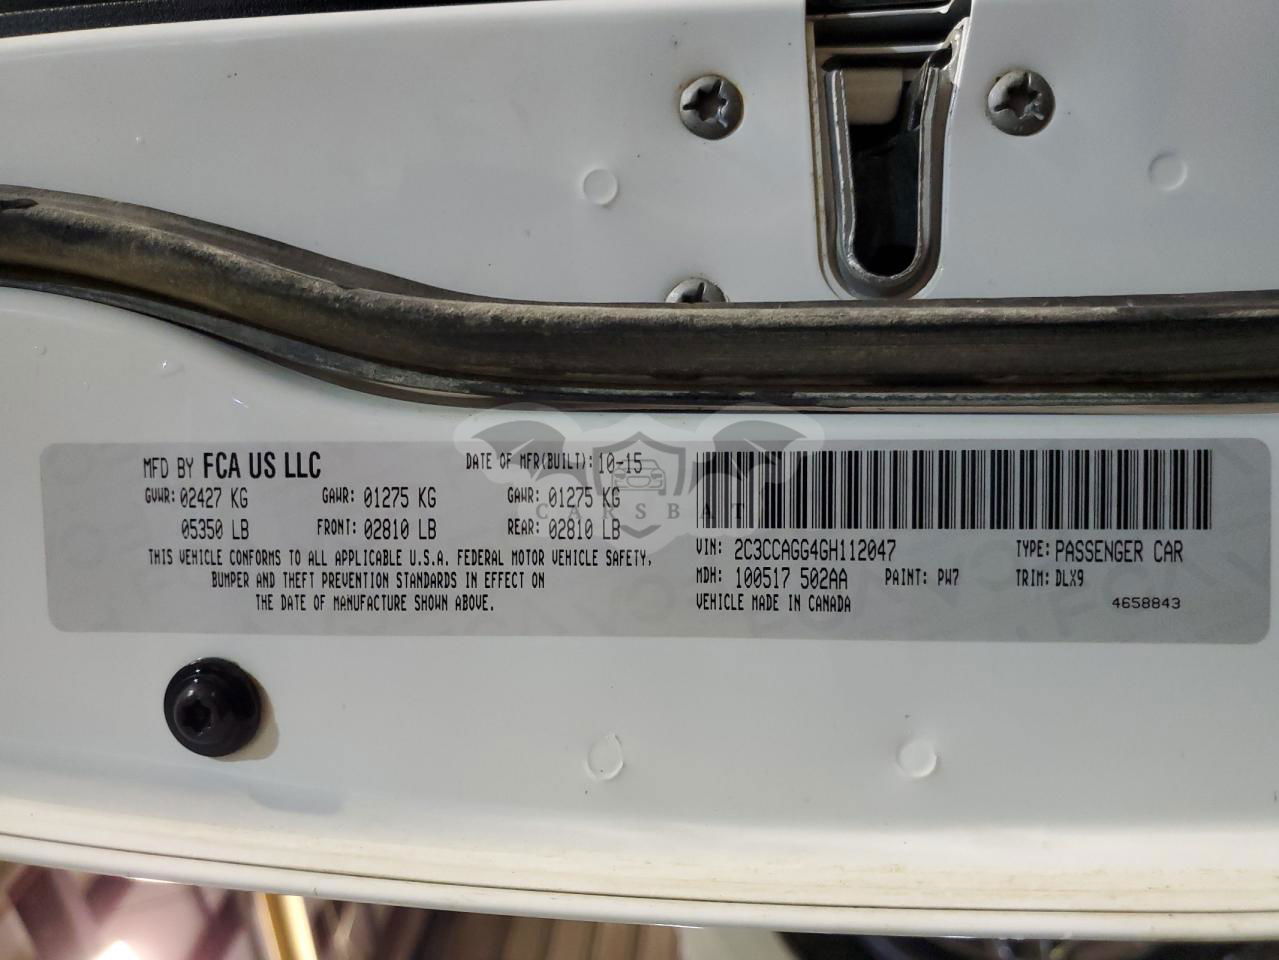 MFD BY FCA US LLC DATE OF MFR(BUILT): 10-15
GVWR: 02427 KG GAWR: 01275 KG GAWR: 01275 KG
05350 LB FRONT: 02810 LB REAR: 02810 LB
THIS VEHICLE CONFORMS TO ALL APPLICABLE U.S.A. FEDERAL MOTOR VEHICLE SAFETY,
BUMPER AND THEFT PREVENTION STANDARDS IN EFFECT ON
THE DATE OF MANUFACTURE SHOWN ABOVE.
VIN: 2C3CCAGG4GH112047 TYPE: PASSENGER CAR
MDH: 100517 502AA PAINT: PW7 TRIM: DLX9
VEHICLE MADE IN CANADA 4658843
CARSBAT